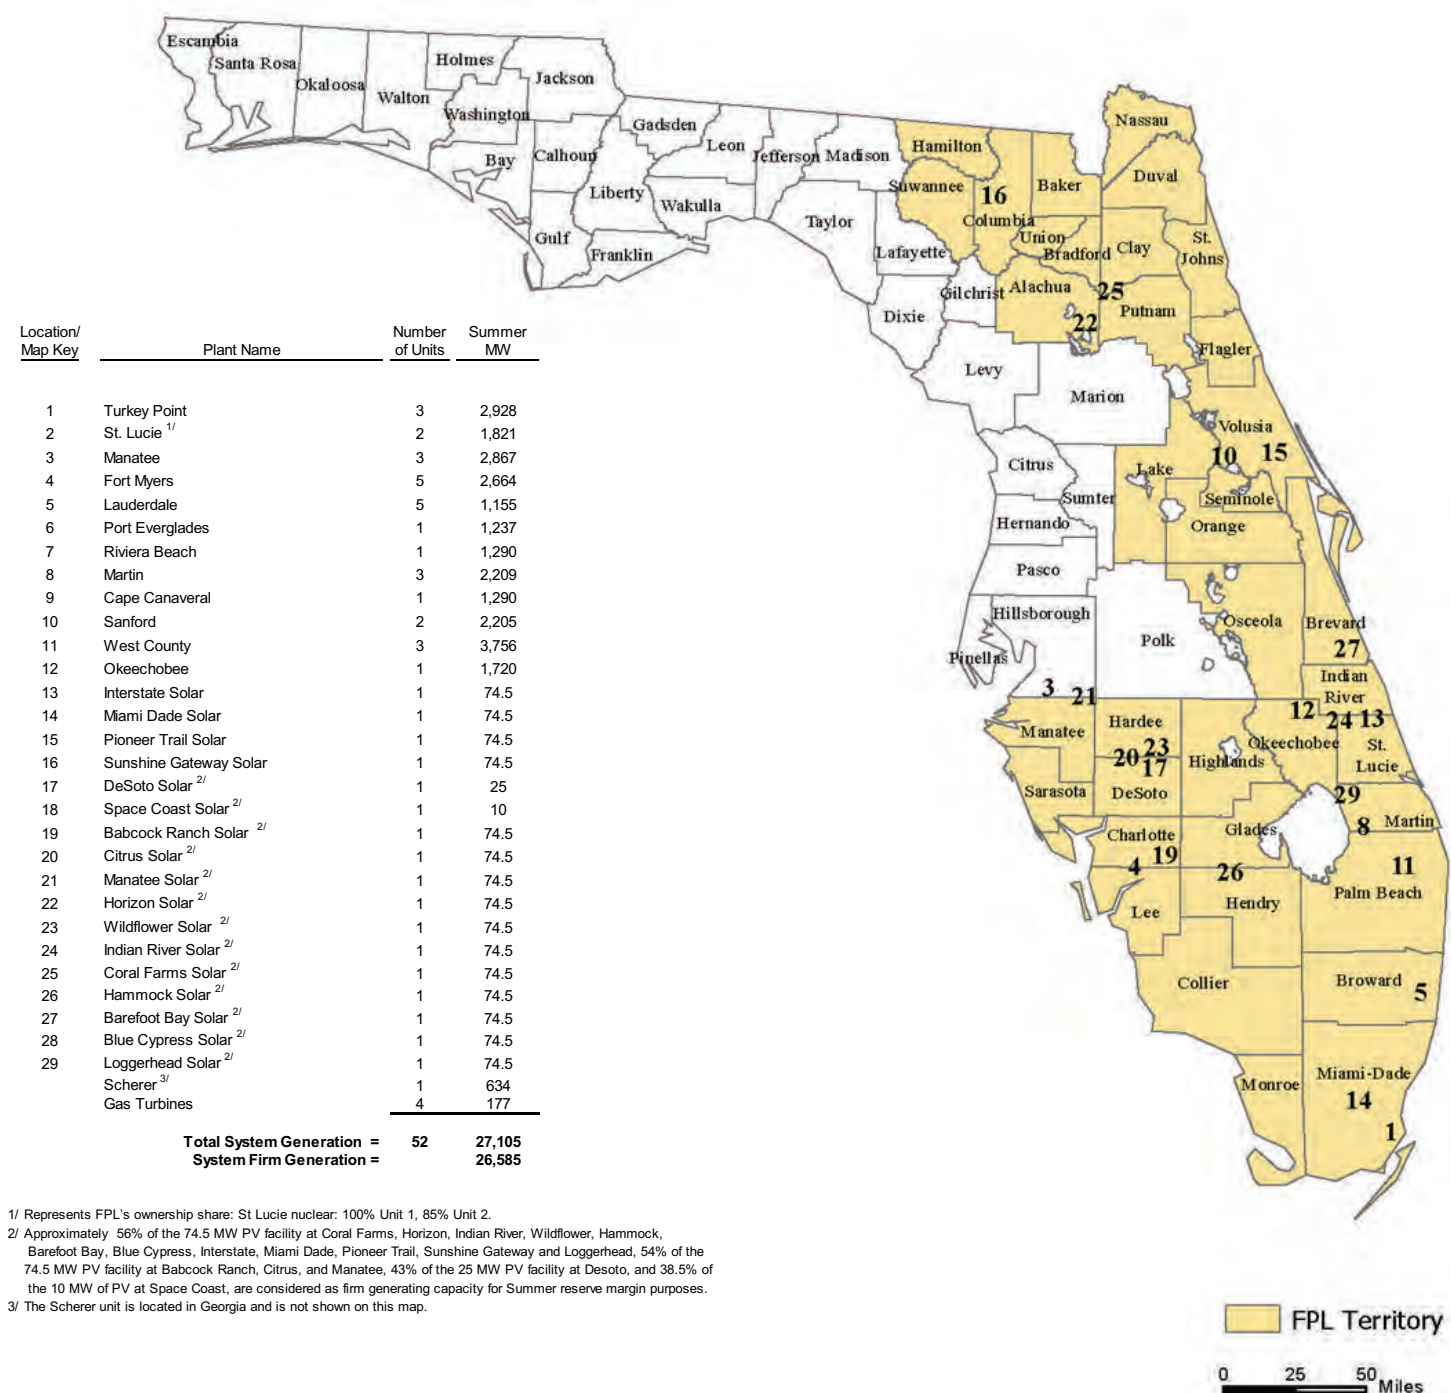 Escambia
Santa Rosa
Okaloosa
Walton
Holmes
Washington
Jackson
Bay
Calhoun
Gulf
Gadsden
Liberty
Franklin
Leon
Wakulla
Jefferson
Madison
Taylor
Hamilton
Suwannee
Lafayette
Dixie
16
Columbia
Baker
Nassau
Duval
Union
Bradford
Clay
St.
Johns
Gilchrist
Alachua
25
22
Putnam
Flagler
Levy
Marion
Volusia
10
15
Citrus
Sumter
Lake
Seminole
Orange
Hernando
Pasco
Hillsborough
Pinellas
Polk
Osceola
Brevard
27
Indian
River
3
21
12
24
13
Manatee
Hardee
20
23
17
Highlands
Okeechobee
St.
Lucie
Sarasota
DeSoto
29
8
Martin
Charlotte
19
4
Glades
26
11
Palm Beach
Lee
Hendry
Collier
Broward
5
Monroe
Miami-Dade
14
1
Location/ Number Summer
Map Key Plant Name of Units MW
1 Turkey Point 3 2,928
2 St. Lucie 1/ 2 1,821
3 Manatee 3 2,867
4 Fort Myers 5 2,664
5 Lauderdale 5 1,155
6 Port Everglades 1 1,237
7 Riviera Beach 1 1,290
8 Martin 3 2,209
9 Cape Canaveral 1 1,290
10 Sanford 2 2,205
11 West County 3 3,756
12 Okeechobee 1 1,720
13 Interstate Solar 1 74.5
14 Miami Dade Solar 1 74.5
15 Pioneer Trail Solar 1 74.5
16 Sunshine Gateway Solar 1 74.5
17 DeSoto Solar 2/ 1 25
18 Space Coast Solar 2/ 1 10
19 Babcock Ranch Solar 2/ 1 74.5
20 Citrus Solar 2/ 1 74.5
21 Manatee Solar 2/ 1 74.5
22 Horizon Solar 2/ 1 74.5
23 Wildflower Solar 2/ 1 74.5
24 Indian River Solar 2/ 1 74.5
25 Coral Farms Solar 2/ 1 74.5
26 Hammock Solar 2/ 1 74.5
27 Barefoot Bay Solar 2/ 1 74.5
28 Blue Cypress Solar 2/ 1 74.5
29 Loggerhead Solar 2/ 1 74.5
Scherer 3/ 1 634
Gas Turbines 4 177
Total System Generation = 52 27,105
System Firm Generation = 26,585
1/ Represents FPL's ownership share: St Lucie nuclear: 100% Unit 1, 85% Unit 2.
2/ Approximately 56% of the 74.5 MW PV facility at Coral Farms, Horizon, Indian River, Wildflower, Hammock,
Barefoot Bay, Blue Cypress, Interstate, Miami Dade, Pioneer Trail, Sunshine Gateway and Loggerhead, 54% of the
74.5 MW PV facility at Babcock Ranch, Citrus, and Manatee, 43% of the 25 MW PV facility at Desoto, and 38.5% of
the 10 MW of PV at Space Coast, are considered as firm generating capacity for Summer reserve margin purposes.
3/ The Scherer unit is located in Georgia and is not shown on this map.
FPL Territory
0 25 50 Miles